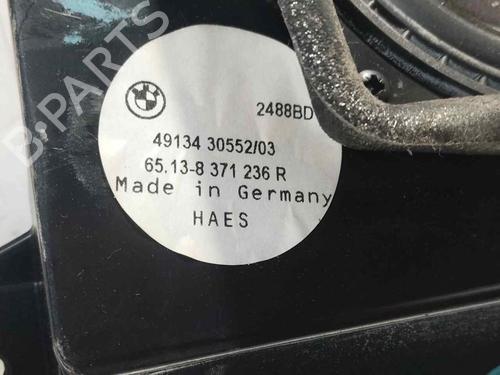 B-PARTS
2488BD
49134 30552/03
65.13-8 371 236 R
Made in Germany
HAES